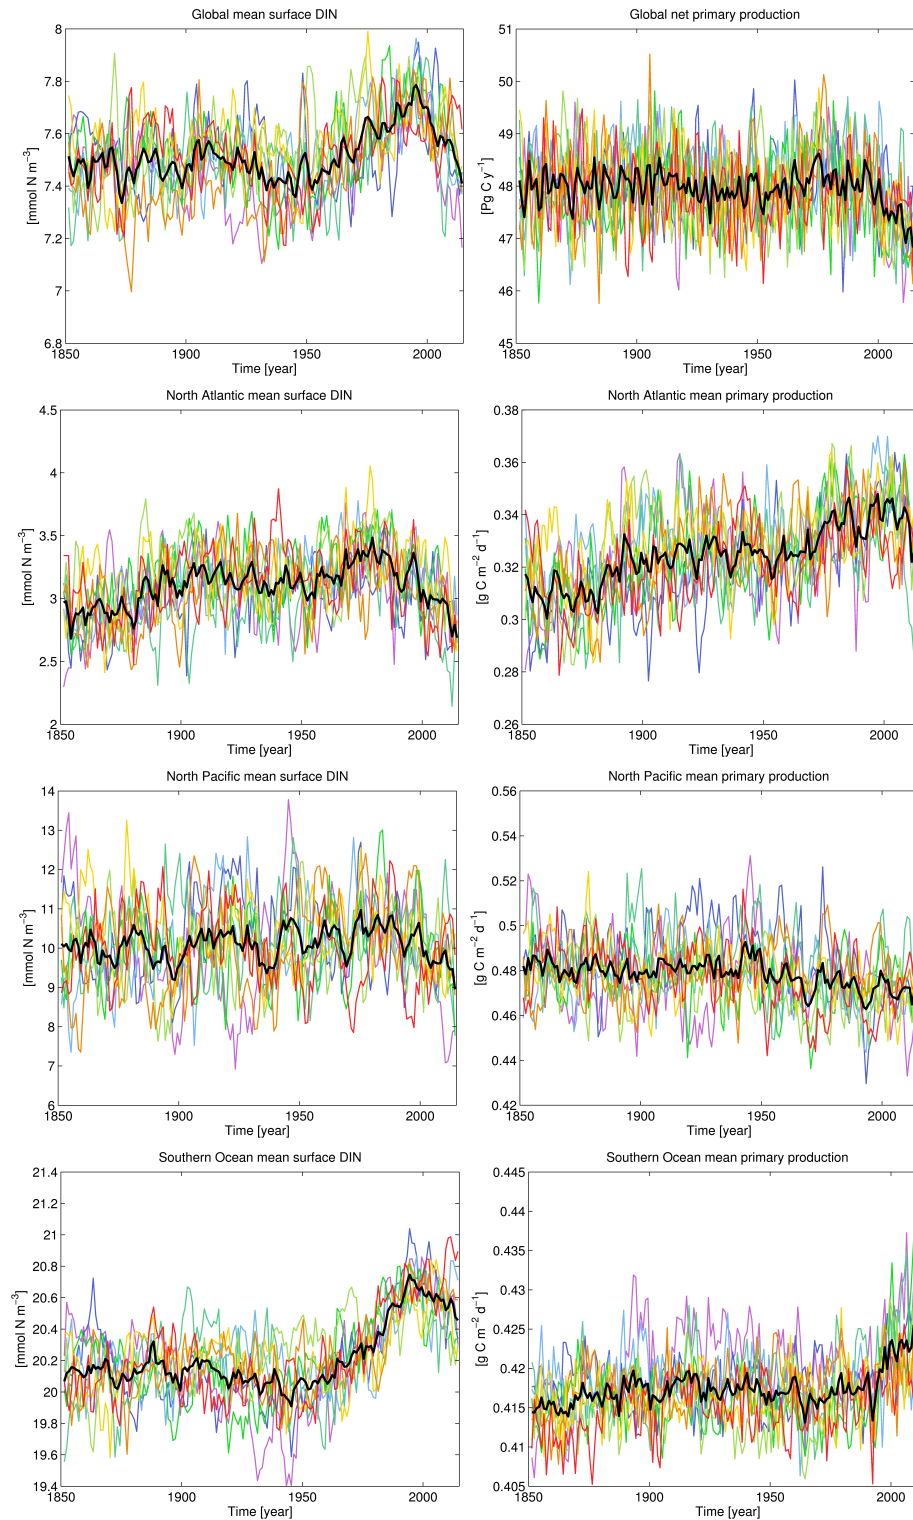 Global mean surface DIN
8
7.8
7.6
7.4
7.2
7
6.8
[mmol N m⁻³]
1850 1900 1950 2000
Time [year]
Global net primary production
51
50
49
48
47
46
45
[Pg C y⁻¹]
1850 1900 1950 2000
Time [year]
North Atlantic mean surface DIN
4.5
4
3.5
3
2.5
2
[mmol N m⁻³]
1850 1900 1950 2000
Time [year]
North Atlantic mean primary production
0.38
0.36
0.34
0.32
0.3
0.28
0.26
[g C m⁻² d⁻¹]
1850 1900 1950 2000
Time [year]
North Pacific mean surface DIN
14
13
12
11
10
9
8
7
6
[mmol N m⁻³]
1850 1900 1950 2000
Time [year]
North Pacific mean primary production
0.56
0.54
0.52
0.5
0.48
0.46
0.44
0.42
[g C m⁻² d⁻¹]
1850 1900 1950 2000
Time [year]
Southern Ocean mean surface DIN
21.4
21.2
21
20.8
20.6
20.4
20.2
20
19.8
19.6
19.4
[mmol N m⁻³]
1850 1900 1950 2000
Time [year]
Southern Ocean mean primary production
0.445
0.44
0.435
0.43
0.425
0.42
0.415
0.41
0.405
[g C m⁻² d⁻¹]
1850 1900 1950 2000
Time [year]